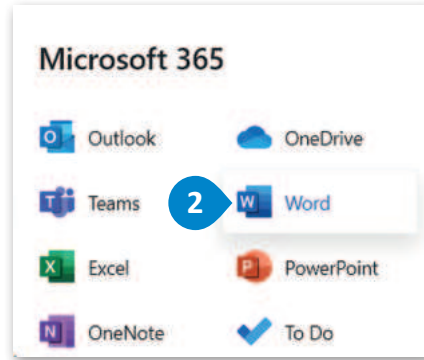 Microsoft 365
Outlook OneDrive
Teams 2 Word
Excel PowerPoint
OneNote To Do